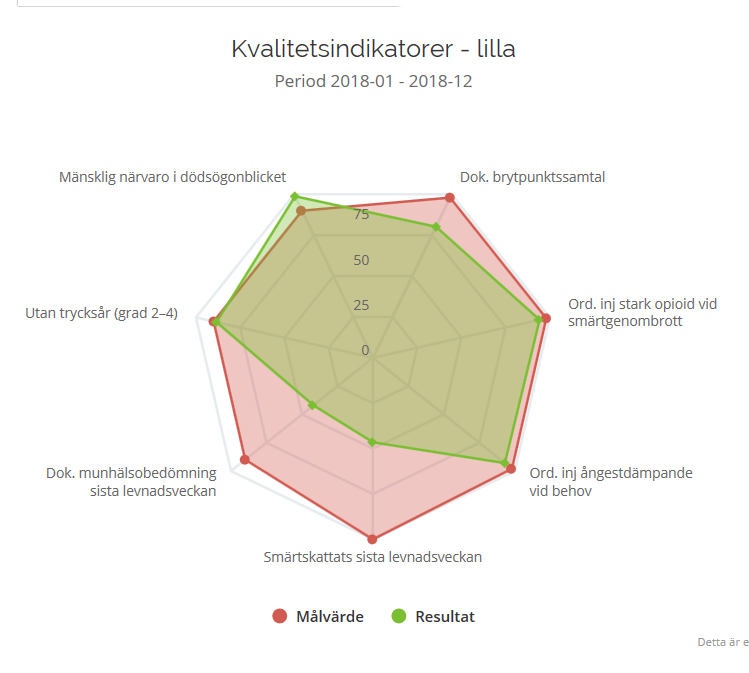 Kvalitetsindikatorer - lilla
Period 2018-01 - 2018-12
Mänsklig närvaro i dödsögonblicket
Dok. brytpunktssamtal
75
50
25
0
Utan trycksår (grad 2–4)
Ord. inj stark opioid vid
smärtgenombrott
Dok. munhälsobedömning
sista levnadsveckan
Ord. inj ångestdämpande
vid behov
Smärtskattats sista levnadsveckan
Målvärde
Resultat
Detta är e